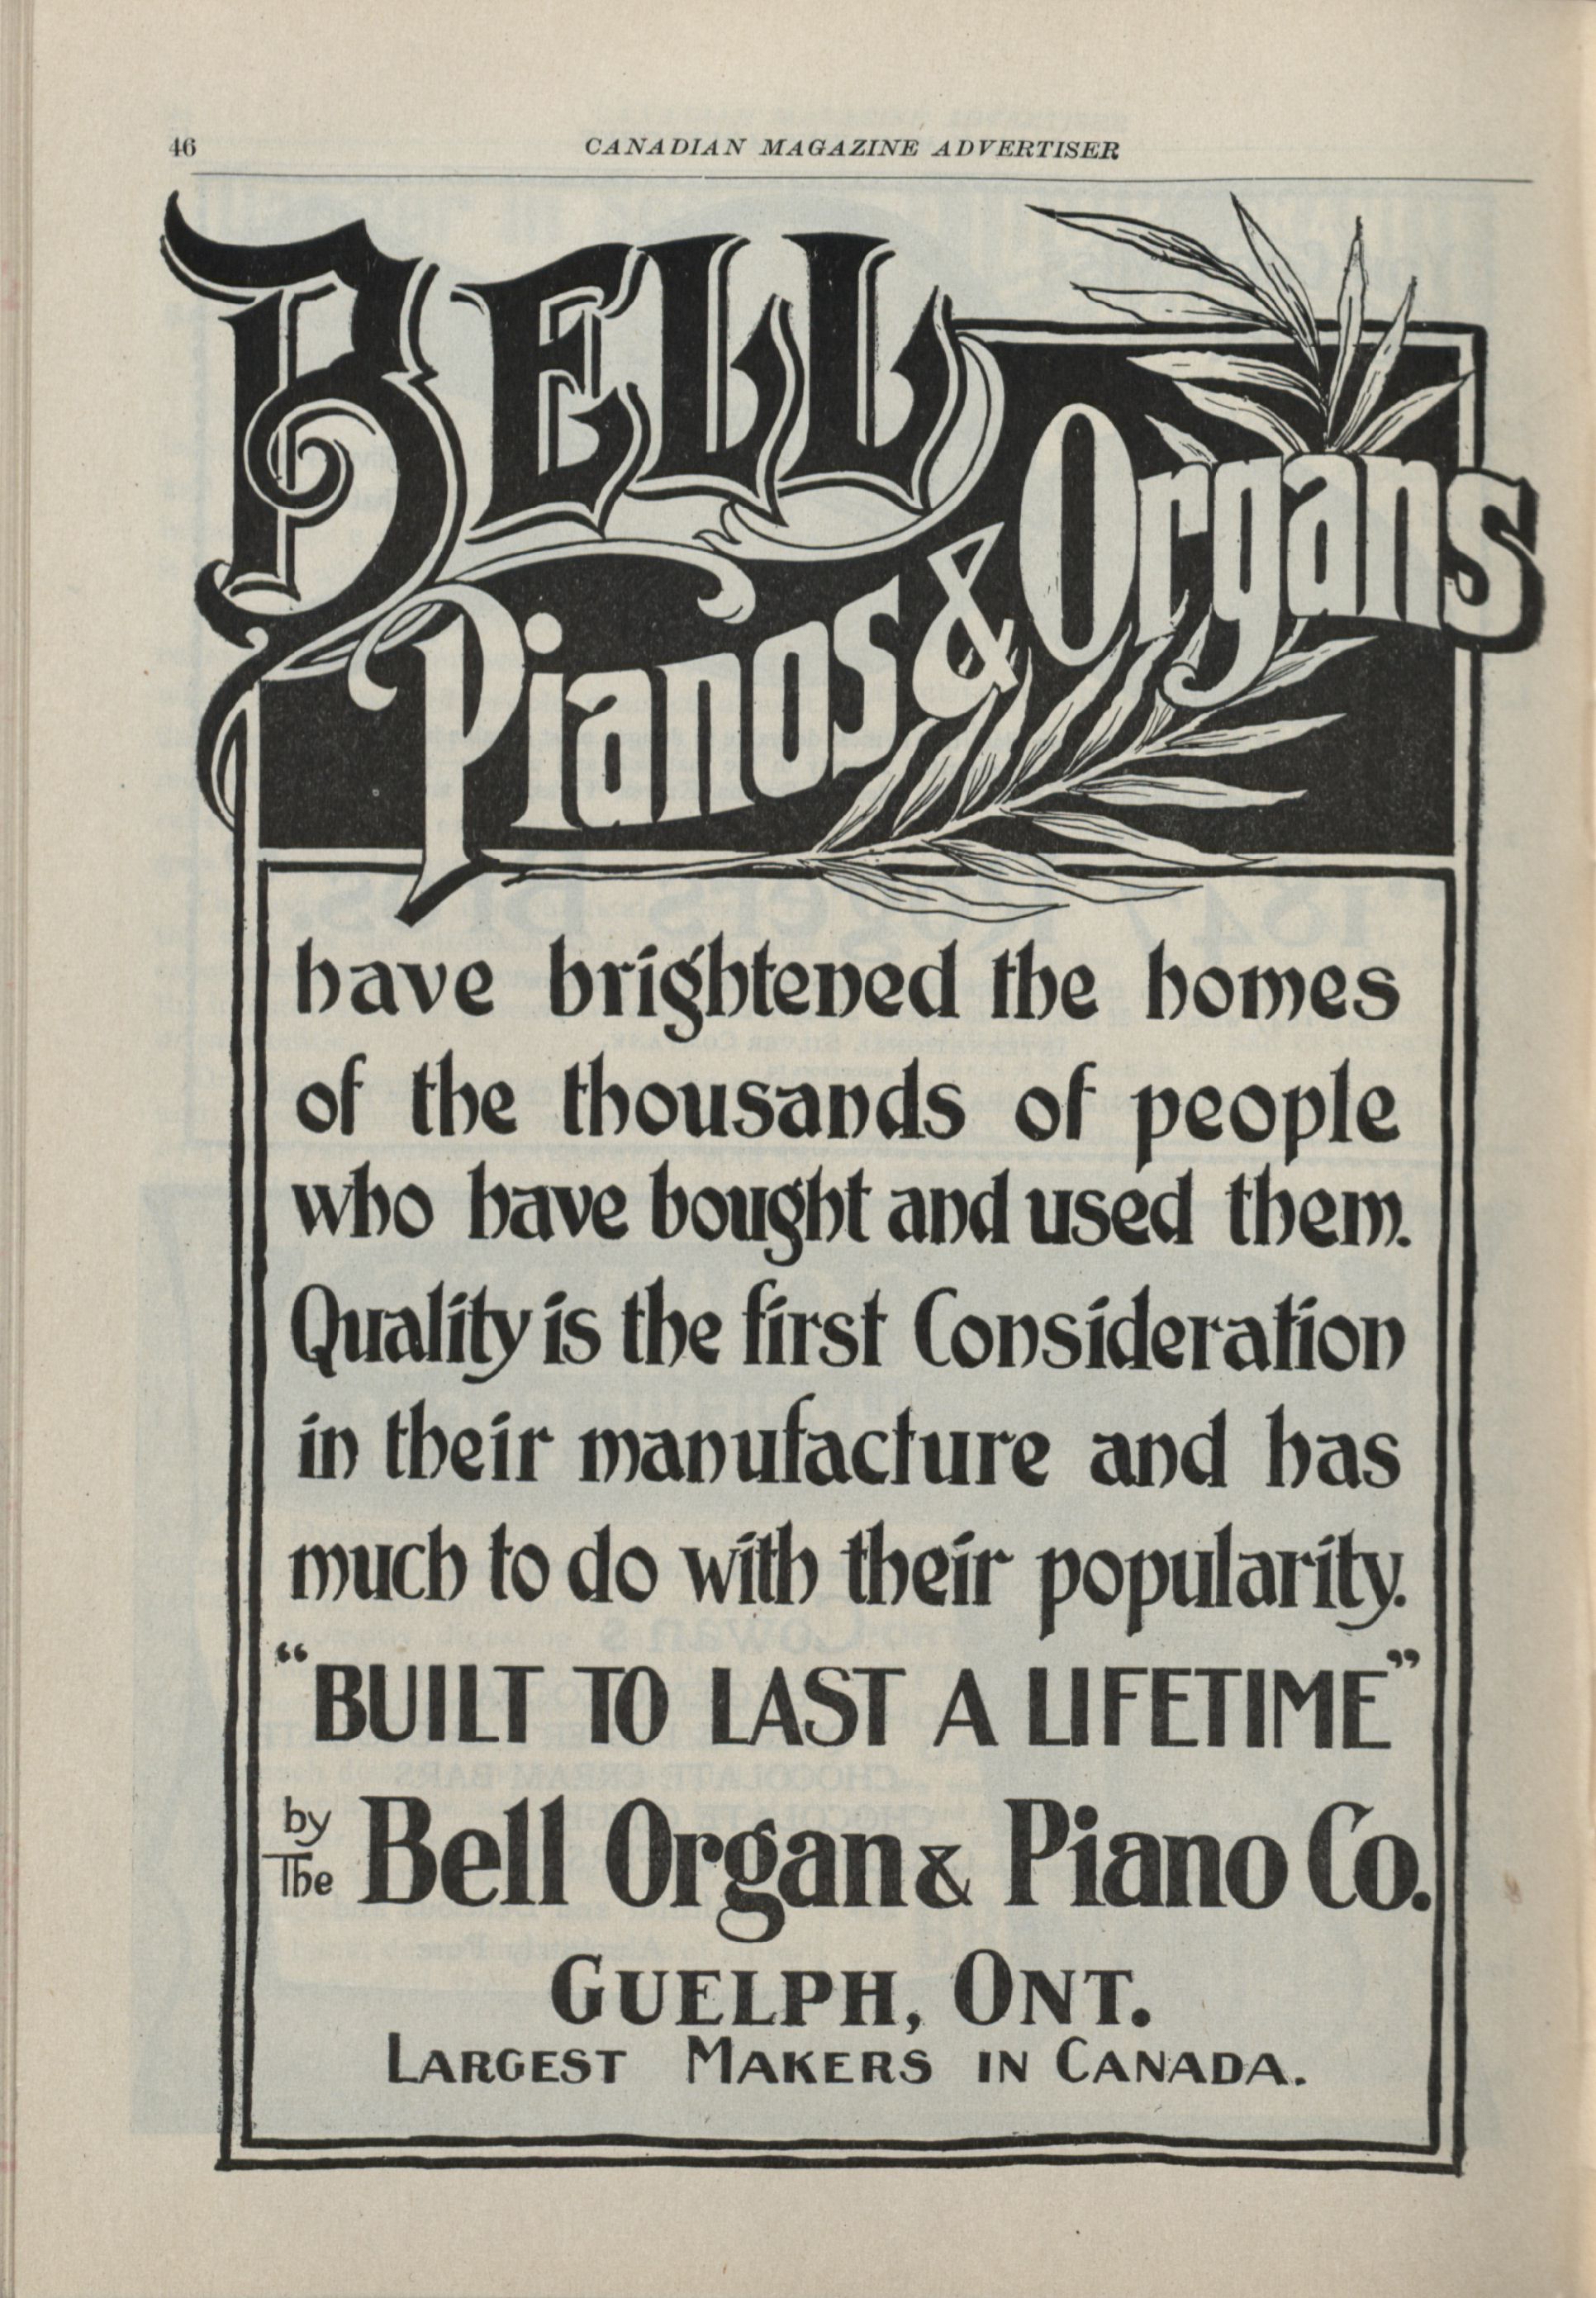 46
CANADIAN MAGAZINE ADVERTISER
BELL
Pianos & Organs
have brightened the homes
of the thousands of people
who have bought and used them.
Quality is the first Consideration
in their manufacture and has
much to do with their popularity.
"BUILT TO LAST A LIFETIME"
by The Bell Organ & Piano Co.
GUELPH, ONT.
LARGEST MAKERS IN CANADA.